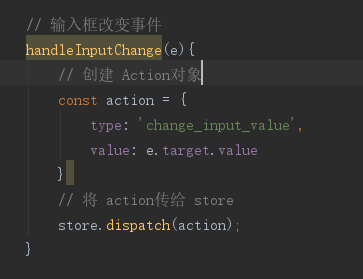 // 输入框改变事件
handleInputChange(e){
// 创建 Action对象
const action = {
type: 'change_input_value',
value: e.target.value
}
// 将 action传给 store
store.dispatch(action);
}